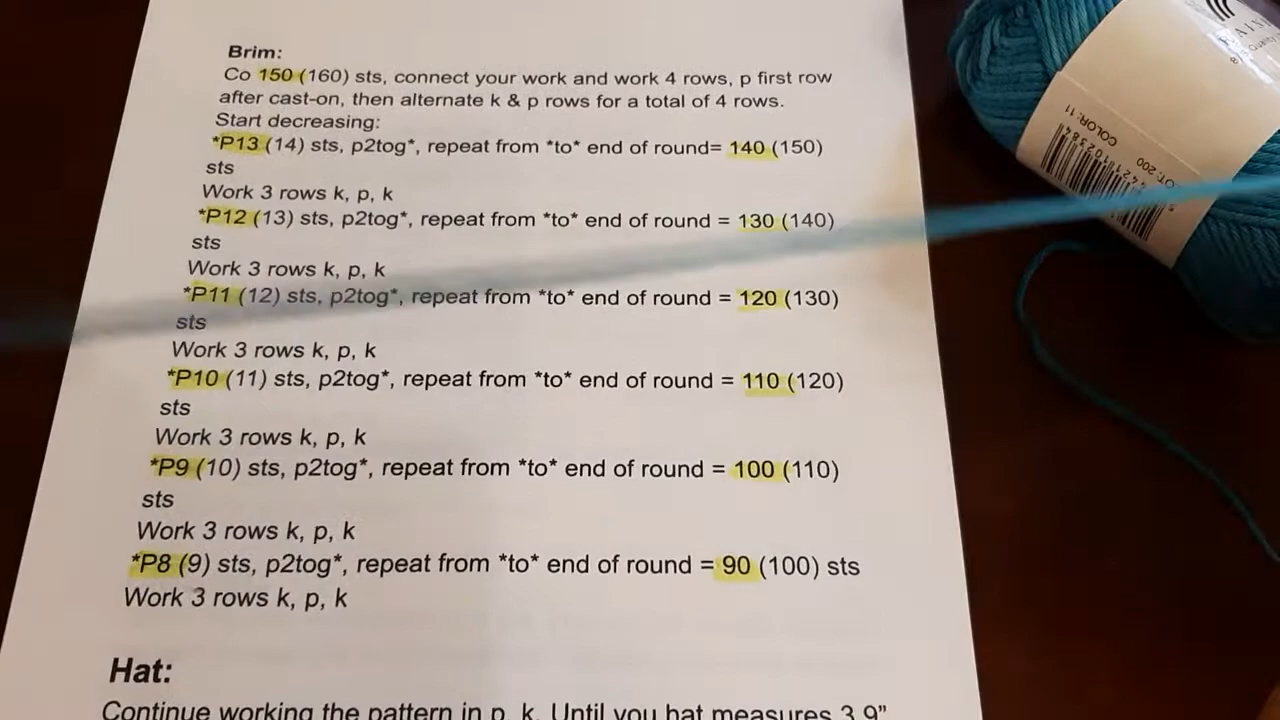 Brim:
Co 150 (160) sts, connect your work and work 4 rows, p first row
after cast-on, then alternate k & p rows for a total of 4 rows.
Start decreasing:
*P13 (14) sts, p2tog*, repeat from *to* end of round= 140 (150)
sts
Work 3 rows k, p, k
*P12 (13) sts, p2tog*, repeat from *to* end of round = 130 (140)
sts
Work 3 rows k, p, k
*P11 (12) sts, p2tog*, repeat from *to* end of round = 120 (130)
sts
Work 3 rows k, p, k
*P10 (11) sts, p2tog*, repeat from *to* end of round = 110 (120)
sts
Work 3 rows k, p, k
*P9 (10) sts, p2tog*, repeat from *to* end of round = 100 (110)
sts
Work 3 rows k, p, k
*P8 (9) sts, p2tog*, repeat from *to* end of round = 90 (100) sts
Work 3 rows k, p, k
Hat:
Continue working the pattern in p, k. Until you hat measures 3,9"
COLOR: 11
OT: 200